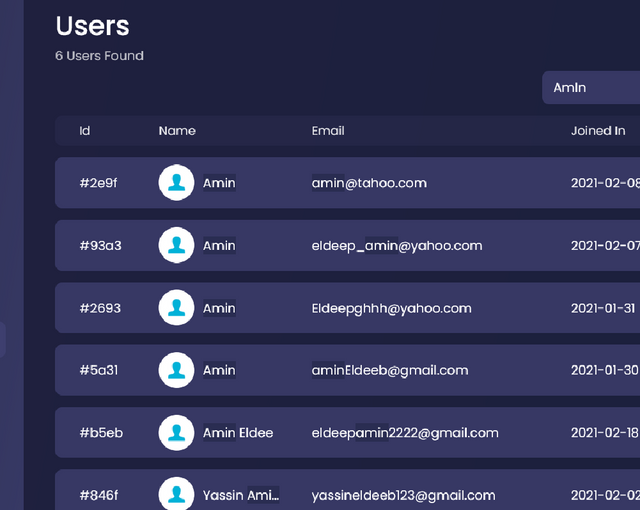 Users
6 Users Found
AmIn
Id Name Email Joined In
#2e9f Amin amin@tahoo.com 2021-02-08
#93a3 Amin eldeep_amin@yahoo.com 2021-02-07
#2693 Amin Eldeepghhh@yahoo.com 2021-01-31
#5a31 Amin aminEldeeb@gmail.com 2021-01-30
#b5eb Amin Eldee eldeepamin2222@gmail.com 2021-02-18
#846f Yassin Ami... yassineldeeb123@gmail.com 2021-02-02